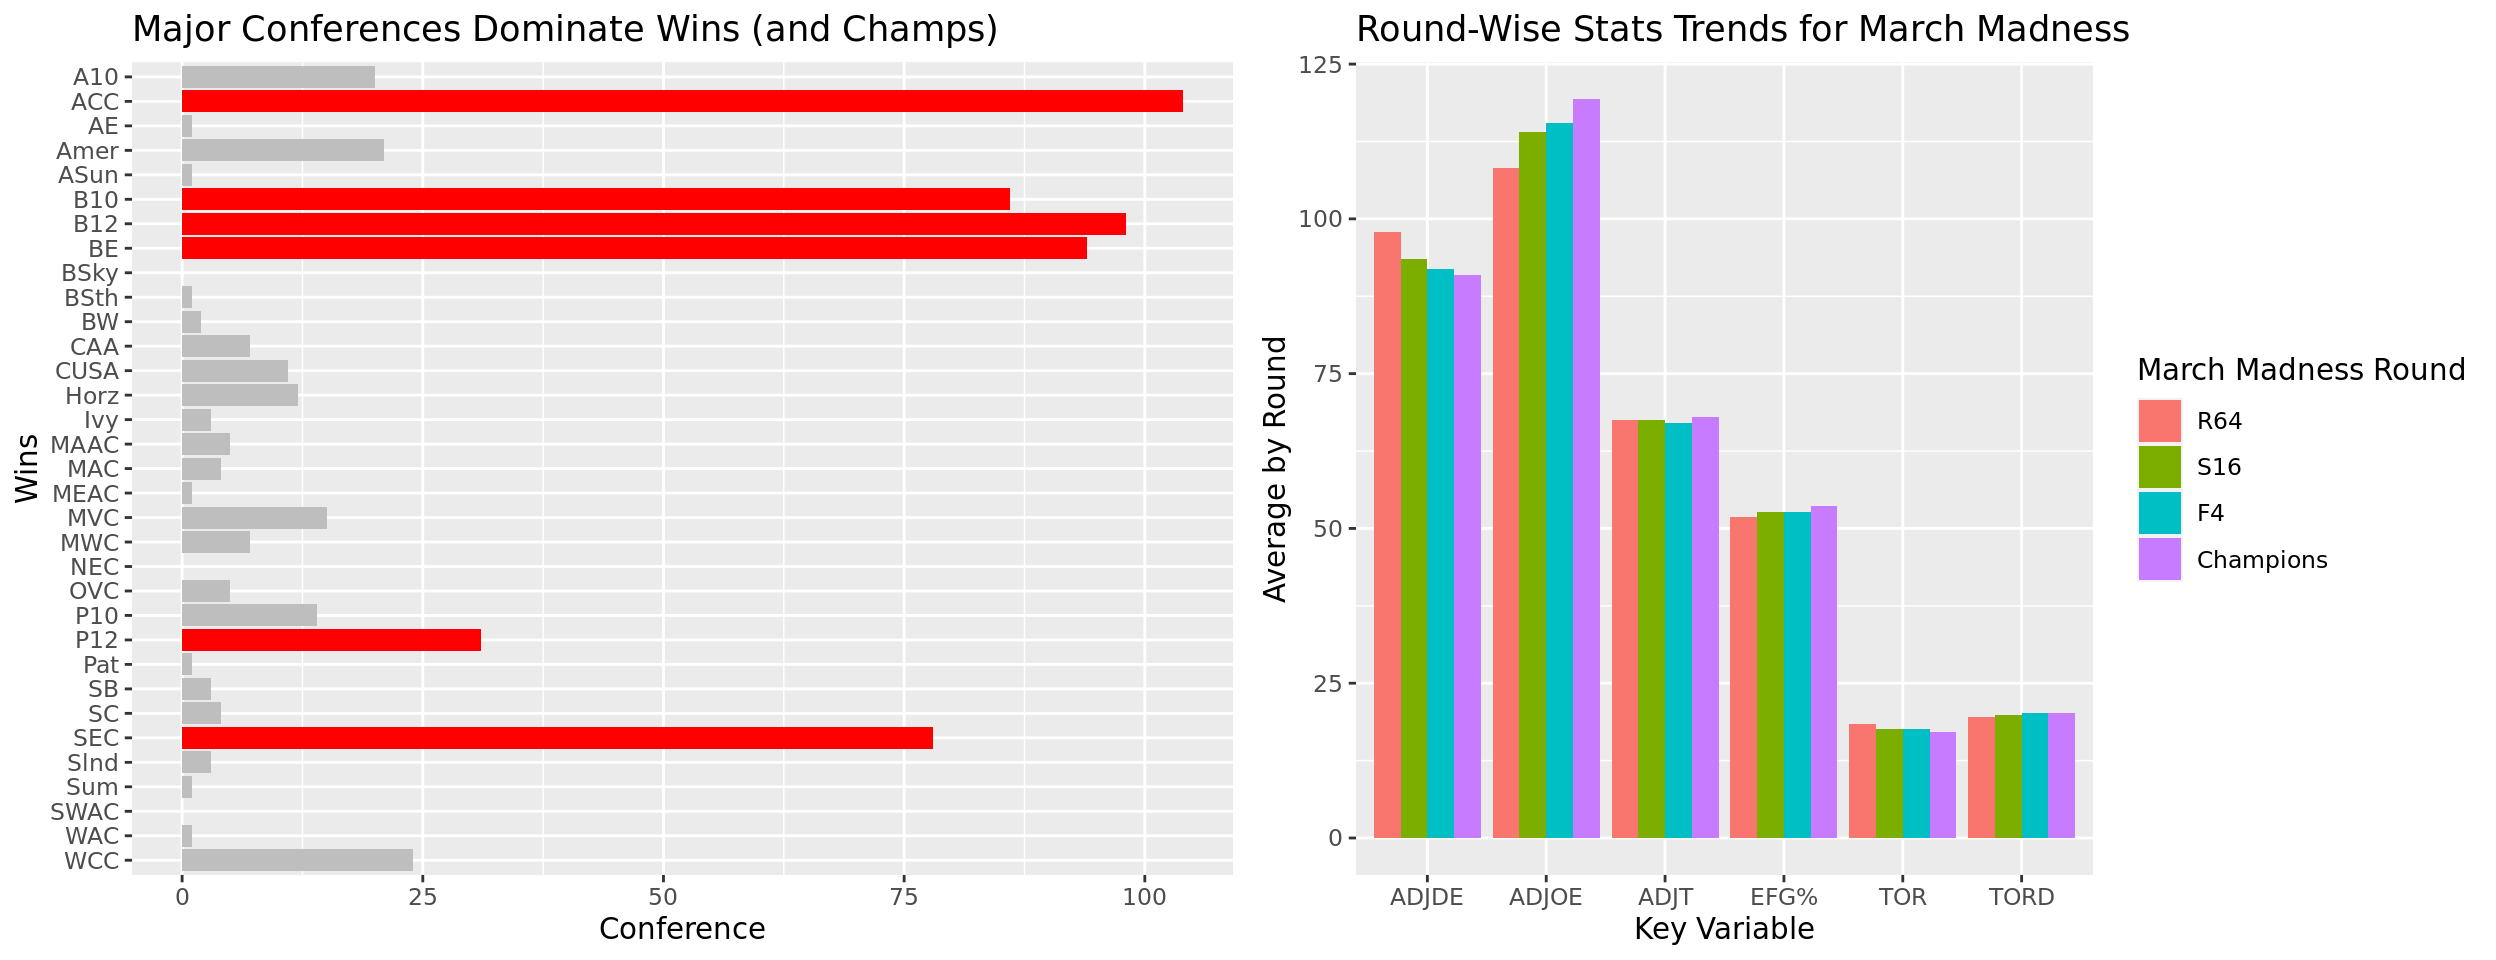 Major Conferences Dominate Wins (and Champs)
Wins
A10
ACC
AE
Amer
ASun
B10
B12
BE
BSky
BSth
BW
CAA
CUSA
Horz
Ivy
MAAC
MAC
MEAC
MVC
MWC
NEC
OVC
P10
P12
Pat
SB
SC
SEC
Slnd
Sum
SWAC
WAC
WCC
0 25 50 75 100
Conference
Round-Wise Stats Trends for March Madness
Average by Round
125
100
75
50
25
0
ADJDE ADJOE ADJT EFG% TOR TORD
Key Variable
March Madness Round
R64
S16
F4
Champions